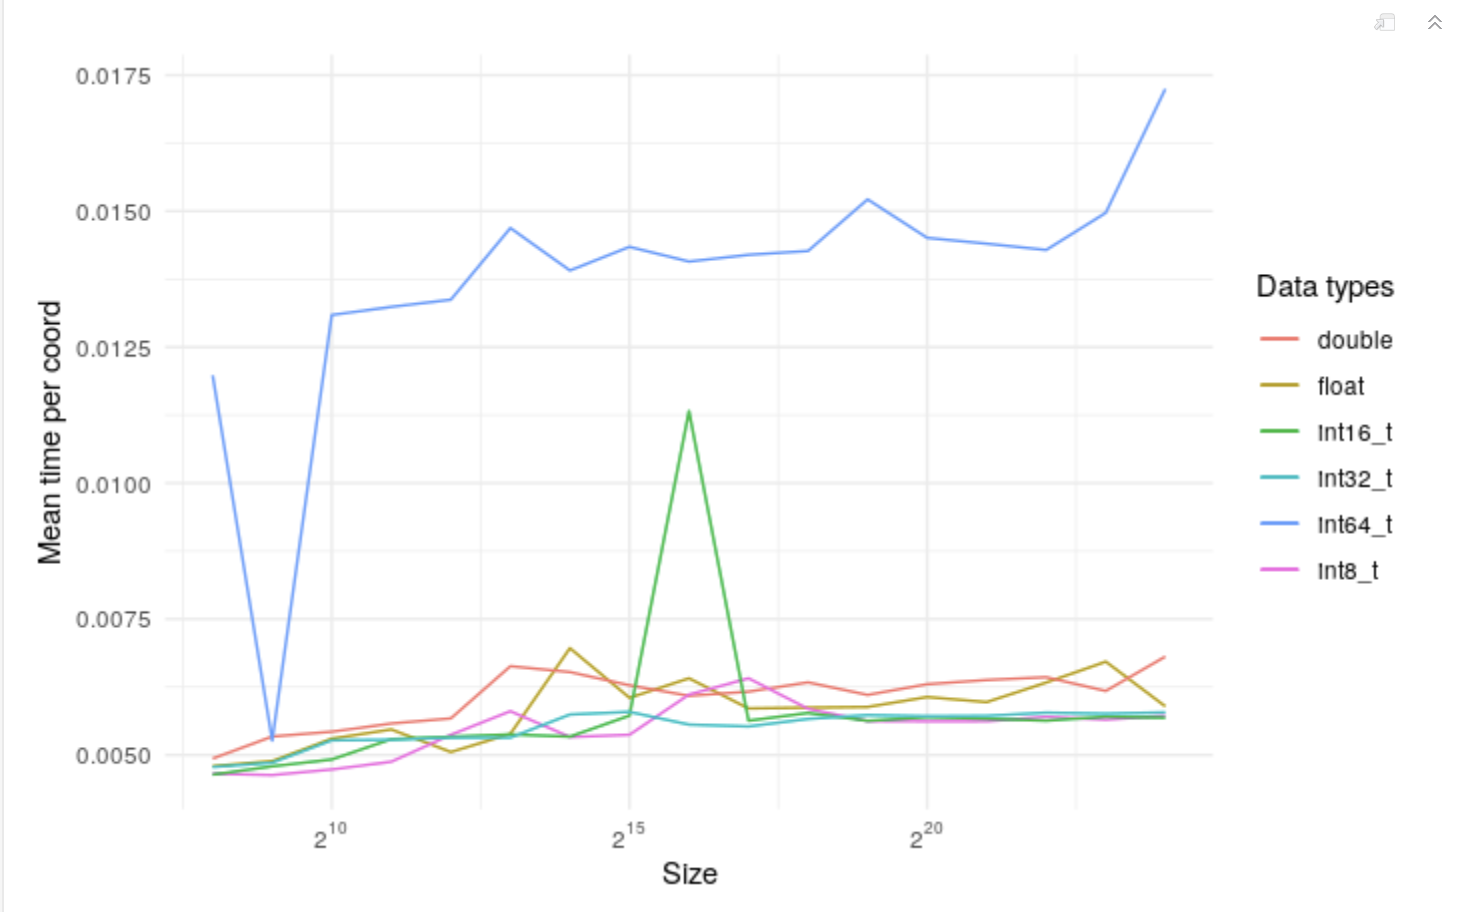 0.0175
0.0150
0.0125
0.0100
0.0075
0.0050
Mean time per coord
2^10
2^15
2^20
Size
Data types
double
float
int16_t
int32_t
int64_t
int8_t